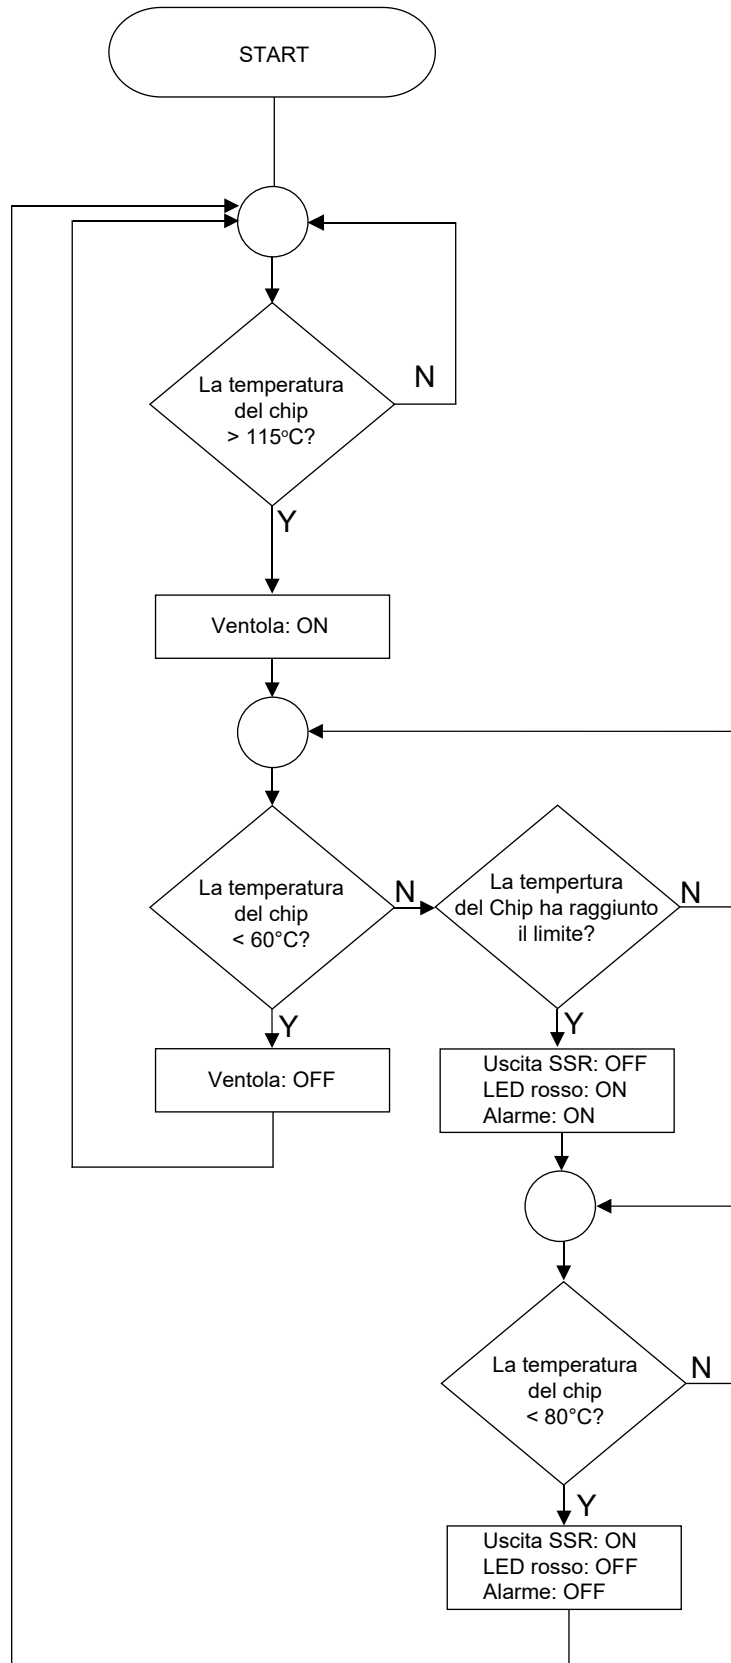 START
La temperatura
del chip
> 115°C?
N
Y
Ventola: ON
La temperatura
del chip
< 60°C?
N
La tempertura
del Chip ha raggiunto
il limite?
N
Y
Ventola: OFF
Y
Uscita SSR: OFF
LED rosso: ON
Alarme: ON
La temperatura
del chip
< 80°C?
N
Y
Uscita SSR: ON
LED rosso: OFF
Alarme: OFF